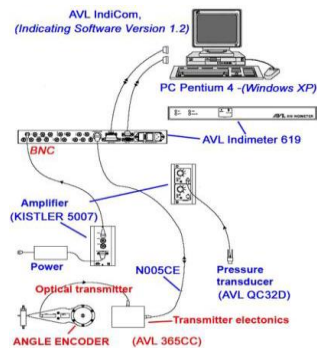 AVL IndiCom,
(Indicating Software Version 1.2)
PC Pentium 4 -(Windows XP)
AVL Indimeter 619
BNC
Amplifier
(KISTLER 5007)
Power
N005CE
Pressure
transducer
(AVL QC32D)
Optical transmitter
Transmitter electonics
ANGLE ENCODER
(AVL 365CC)